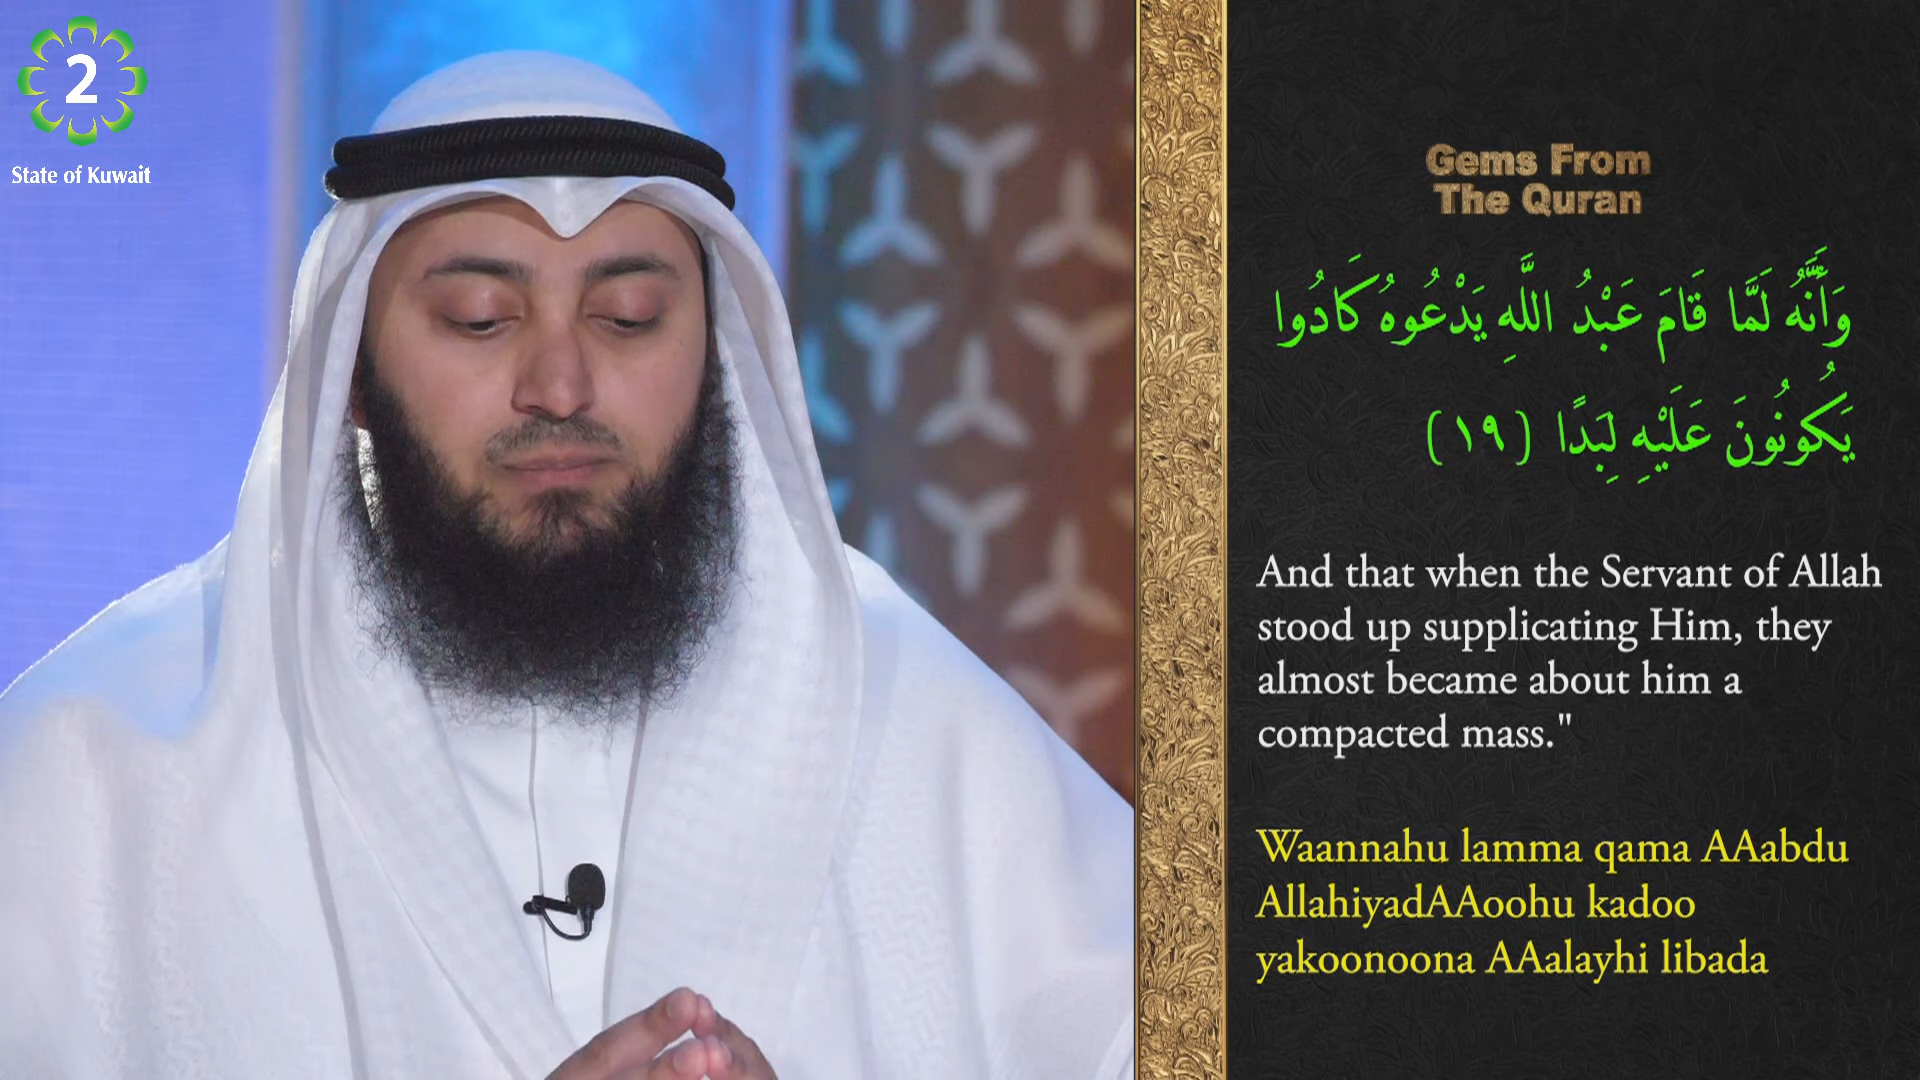 2
State of Kuwait
Gems From
The Quran
وَأَنَّهُ لَمَّا قَامَ عَبْدُ اللَّهِ يَدْعُوهُ كَادُوا
يَكُونُونَ عَلَيْهِ لِبَدًا (١٩)
And that when the Servant of Allah
stood up supplicating Him, they
almost became about him a
compacted mass."
Waannahu lamma qama AAabdu
AllahiyadAAoohu kadoo
yakoonoona AAalayhi libada